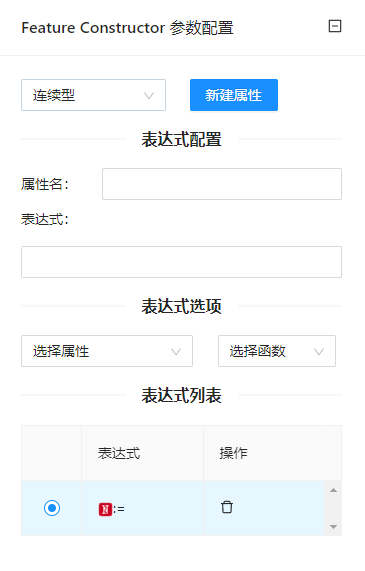 Feature Constructor 参数配置
连续型 新建属性
表达式配置
属性名：
表达式：
表达式选项
选择属性 选择函数
表达式列表
表达式 操作
N :=